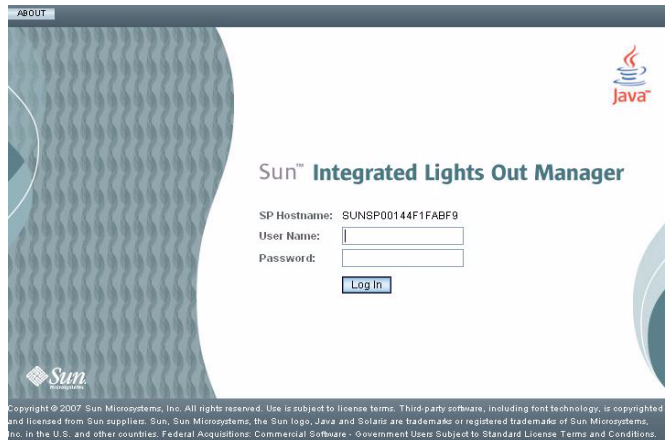 ABOUT
Java™
Sun™ Integrated Lights Out Manager
SP Hostname: SUNSP00144F1FABF9
User Name:
Password:
Log In
Sun
Microsystems
Copyright © 2007 Sun Microsystems, Inc. All rights reserved. Use is subject to license terms. Third-party software, including font technology, is copyrighted
and licensed from Sun suppliers. Sun, Sun Microsystems, the Sun logo, Java and Solaris are trademarks or registered trademarks of Sun Microsystems,
Inc. in the U.S. and other countries. Federal Acquisitions: Commercial Software - Government Users Subject to Standard License Terms and Conditions.